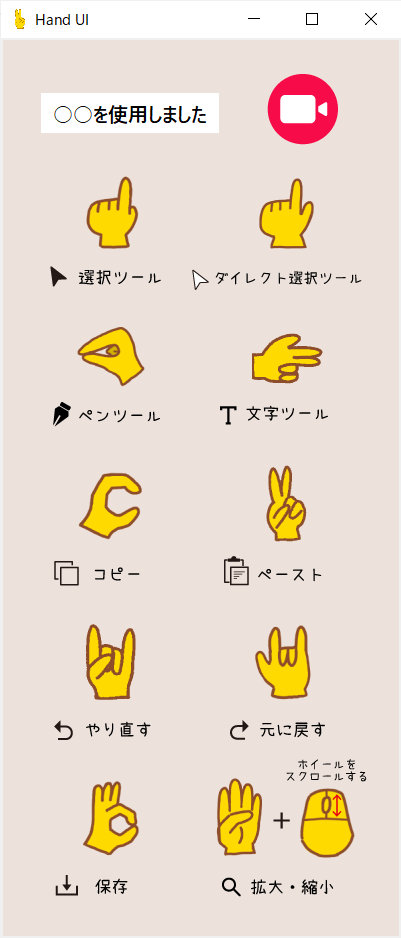 Hand UI
○○を使用しました
選択ツール
ダイレクト選択ツール
ペンツール
T 文字ツール
コピー
ペースト
やり直す
元に戻す
ホイールを
スクロールする
+
保存
拡大・縮小